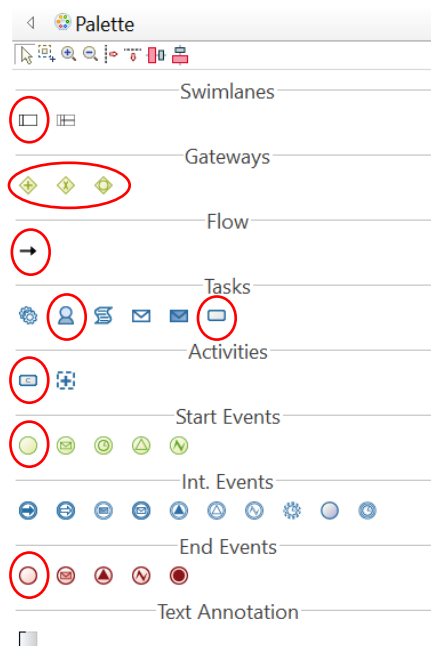 Palette
Swimlanes
Gateways
Flow
Tasks
Activities
C
Start Events
Int. Events
End Events
Text Annotation